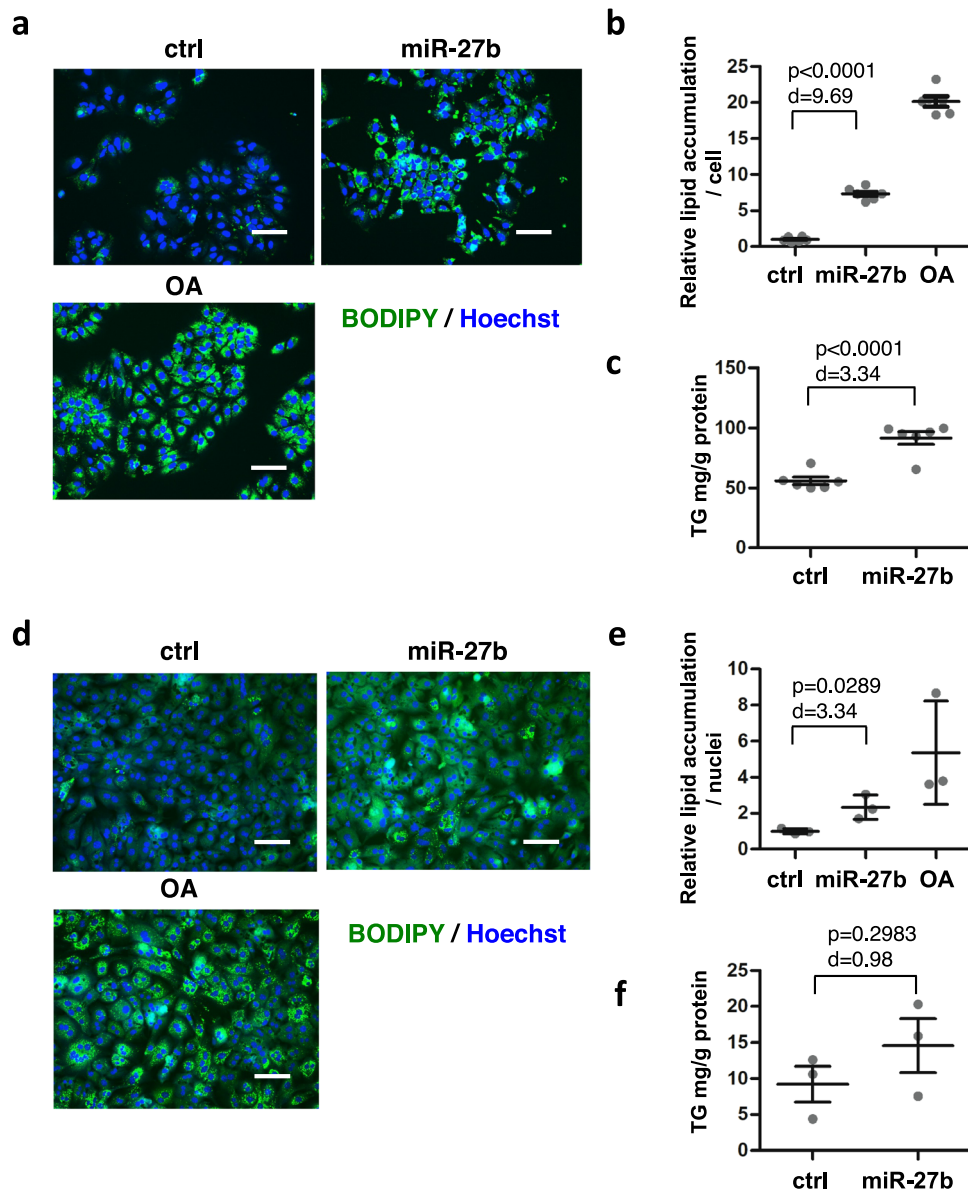 a
ctrl
miR-27b
OA
BODIPY / Hoechst
b
Relative lipid accumulation
/ cell
25
20
15
10
5
0
p<0.0001
d=9.69
ctrl miR-27b OA
c
TG mg/g protein
150
100
50
0
p<0.0001
d=3.34
ctrl miR-27b
d
ctrl
miR-27b
OA
BODIPY / Hoechst
e
Relative lipid accumulation
/ nuclei
10
8
6
4
2
0
p=0.0289
d=3.34
ctrl miR-27b OA
f
TG mg/g protein
25
20
15
10
5
0
p=0.2983
d=0.98
ctrl miR-27b